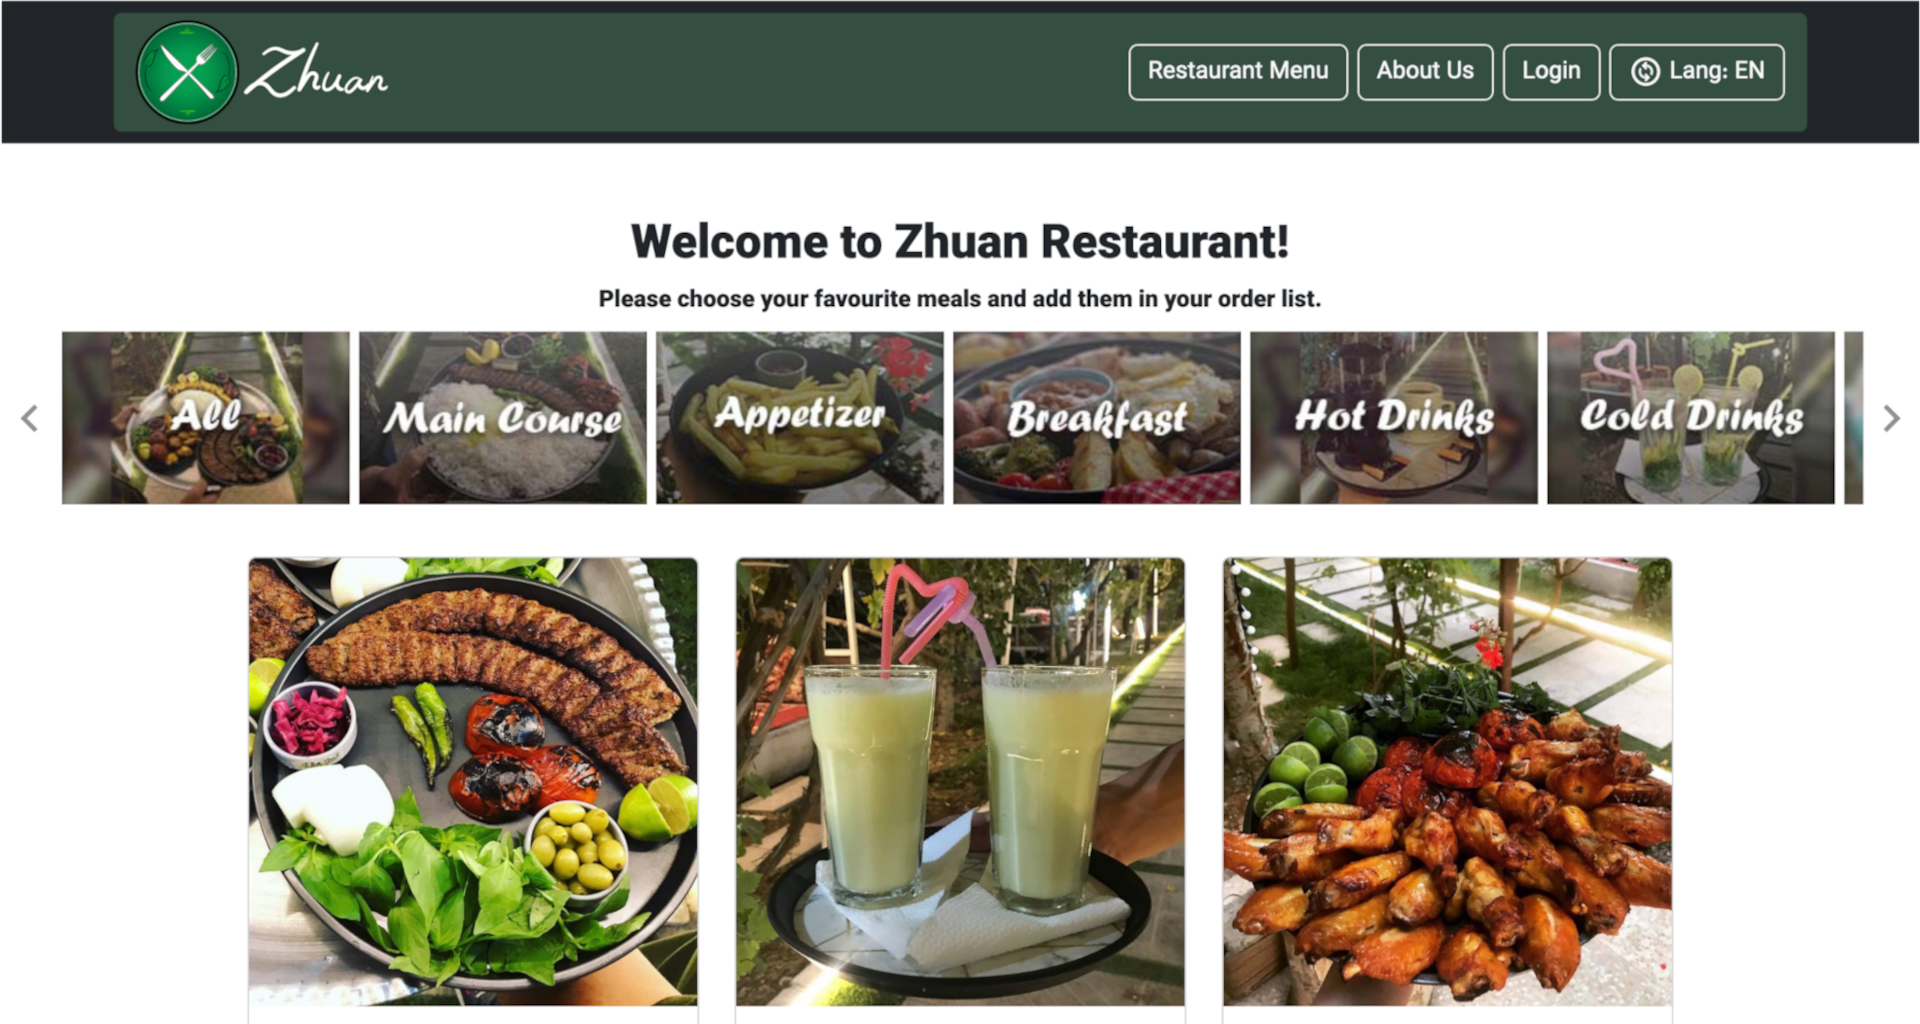 Zhuan
Restaurant Menu
About Us
Login
Lang: EN
Welcome to Zhuan Restaurant!
Please choose your favourite meals and add them in your order list.
All
Main Course
Appetizer
Breakfast
Hot Drinks
Cold Drinks